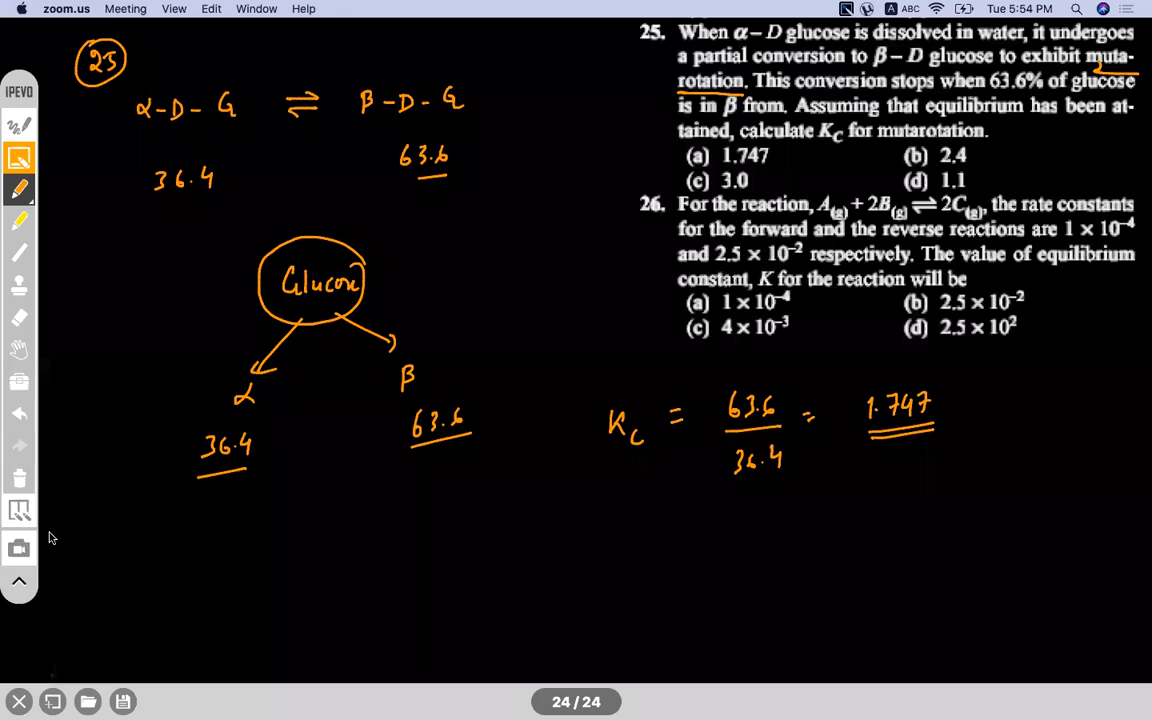 zoom.us Meeting View Edit Window Help
A ABC Tue 5:54 PM
IPEVO
23
α-D-G ⇌ β-D-G
36.4
63.6
Glucose
α
β
36.4
63.6
25. When α – D glucose is dissolved in water, it undergoes
a partial conversion to β – D glucose to exhibit muta-
rotation. This conversion stops when 63.6% of glucose
is in β from. Assuming that equilibrium has been at-
tained, calculate KC for mutarotation.
(a) 1.747 (b) 2.4
(c) 3.0 (d) 1.1
26. For the reaction, A(g) + 2B(g) ⇌ 2C(g), the rate constants
for the forward and the reverse reactions are 1 × 10⁻⁴
and 2.5 × 10⁻² respectively. The value of equilibrium
constant, K for the reaction will be
(a) 1 × 10⁻⁴ (b) 2.5 × 10⁻²
(c) 4 × 10⁻³ (d) 2.5 × 10²
KC = 63.6 / 36.4 = 1.747
24 / 24